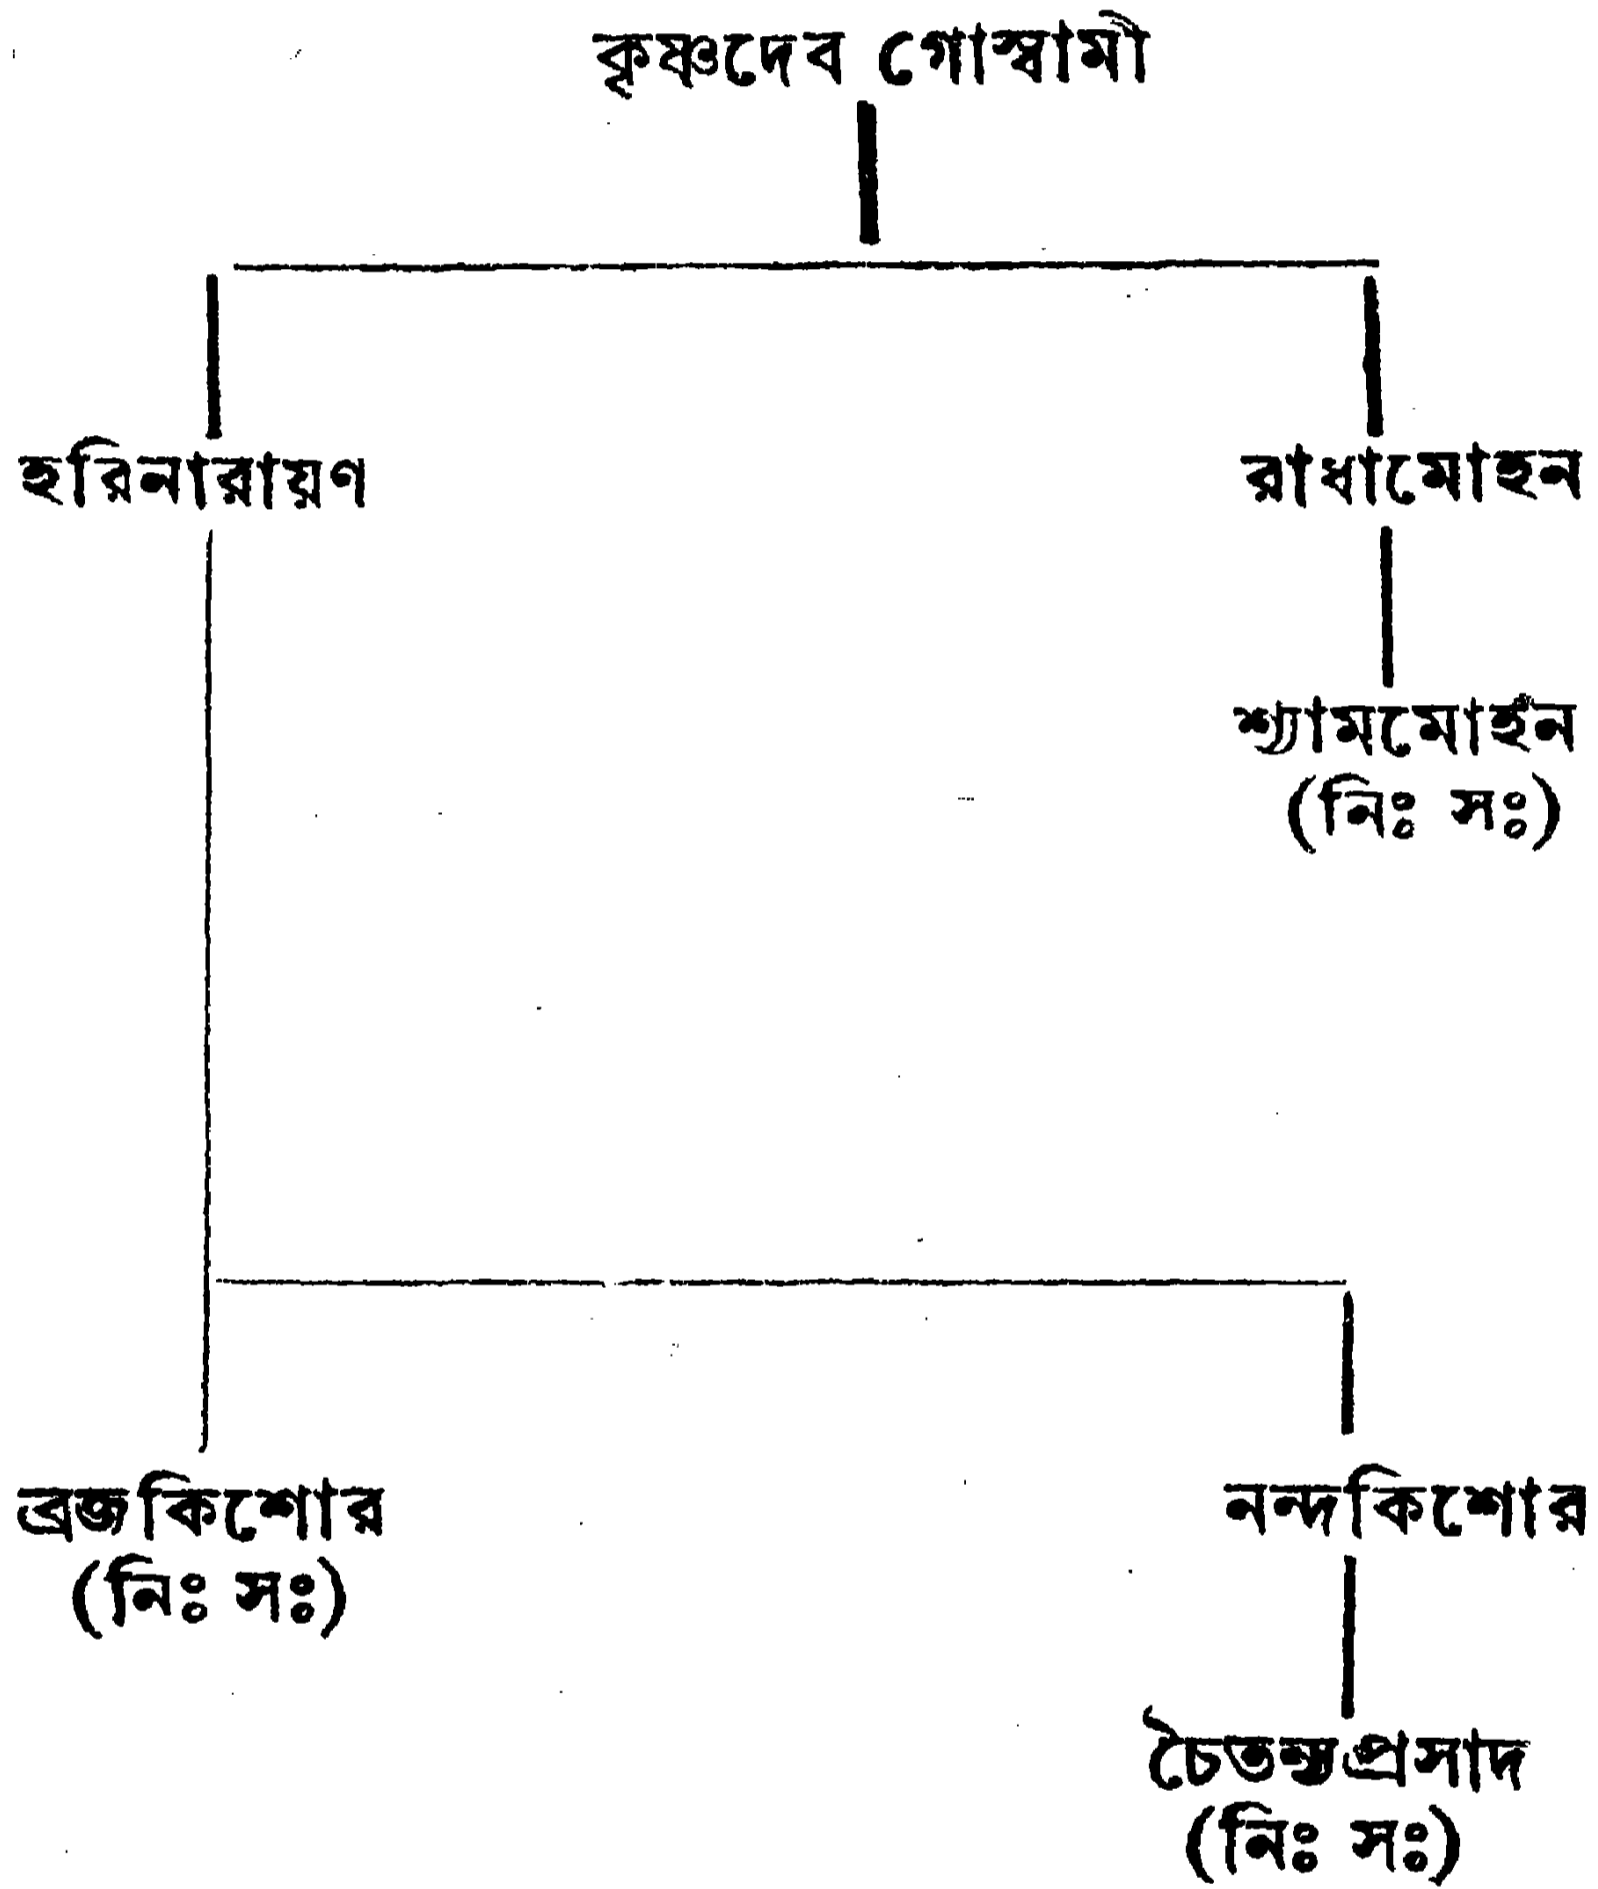 কৃষ্ণদেব গোস্বামী
হরিনারায়ণ রাধামোহন
শ্যামমোহন
(নিঃ সঃ)
ব্রজকিশোর নন্দকিশোর
(নিঃ সঃ)
চৈতন্যপ্রসাদ
(নিঃ সঃ)